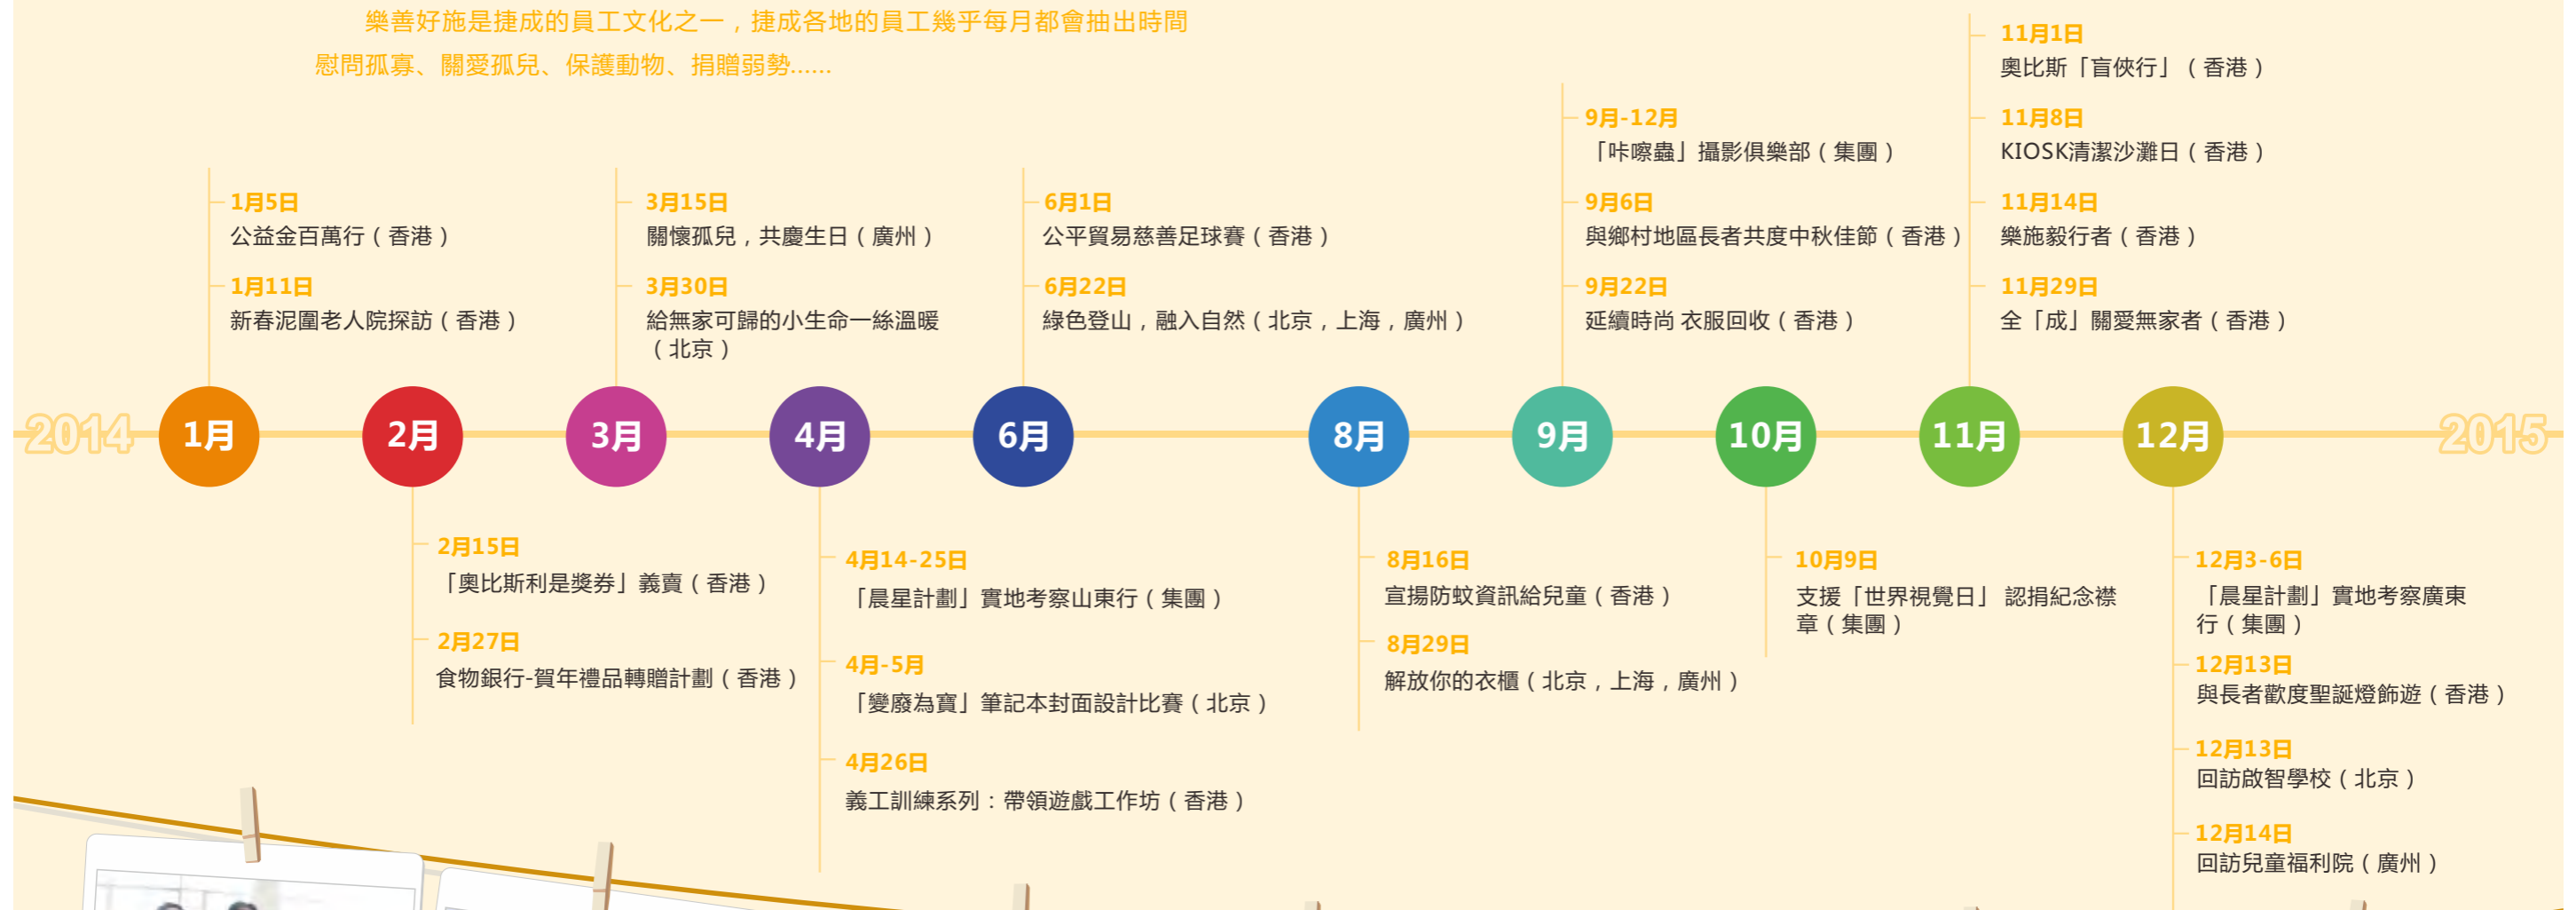 樂善好施是捷成的員工文化之一，捷成各地的員工幾乎每月都會抽出時間
慰問孤寡、關愛孤兒、保護動物、捐贈弱勢......
2014
1月
1月5日
公益金百萬行（香港）
1月11日
新春泥圍老人院探訪（香港）
2月
2月15日
「奧比斯利是獎券」義賣（香港）
2月27日
食物銀行-賀年禮品轉贈計劃（香港）
3月
3月15日
關懷孤兒，共慶生日（廣州）
3月30日
給無家可歸的小生命一絲溫暖
（北京）
4月
4月14-25日
「晨星計劃」實地考察山東行（集團）
4月-5月
「變廢為寶」筆記本封面設計比賽（北京）
4月26日
義工訓練系列：帶領遊戲工作坊（香港）
6月
6月1日
公平貿易慈善足球賽（香港）
6月22日
綠色登山，融入自然（北京，上海，廣州）
8月
8月16日
宣揚防蚊資訊給兒童（香港）
8月29日
解放你的衣櫃（北京，上海，廣州）
9月
9月-12月
「咔嚓蟲」攝影俱樂部（集團）
9月6日
與鄉村地區長者共度中秋佳節（香港）
9月22日
延續時尚 衣服回收（香港）
10月
10月9日
支援「世界視覺日」 認捐紀念襟
章（集團）
11月
11月1日
奧比斯「盲俠行」（香港）
11月8日
KIOSK清潔沙灘日（香港）
11月14日
樂施毅行者（香港）
11月29日
全「成」關愛無家者（香港）
12月
12月3-6日
「晨星計劃」實地考察廣東
行（集團）
12月13日
與長者歡度聖誕燈飾遊（香港）
12月13日
回訪啟智學校（北京）
12月14日
回訪兒童福利院（廣州）
2015